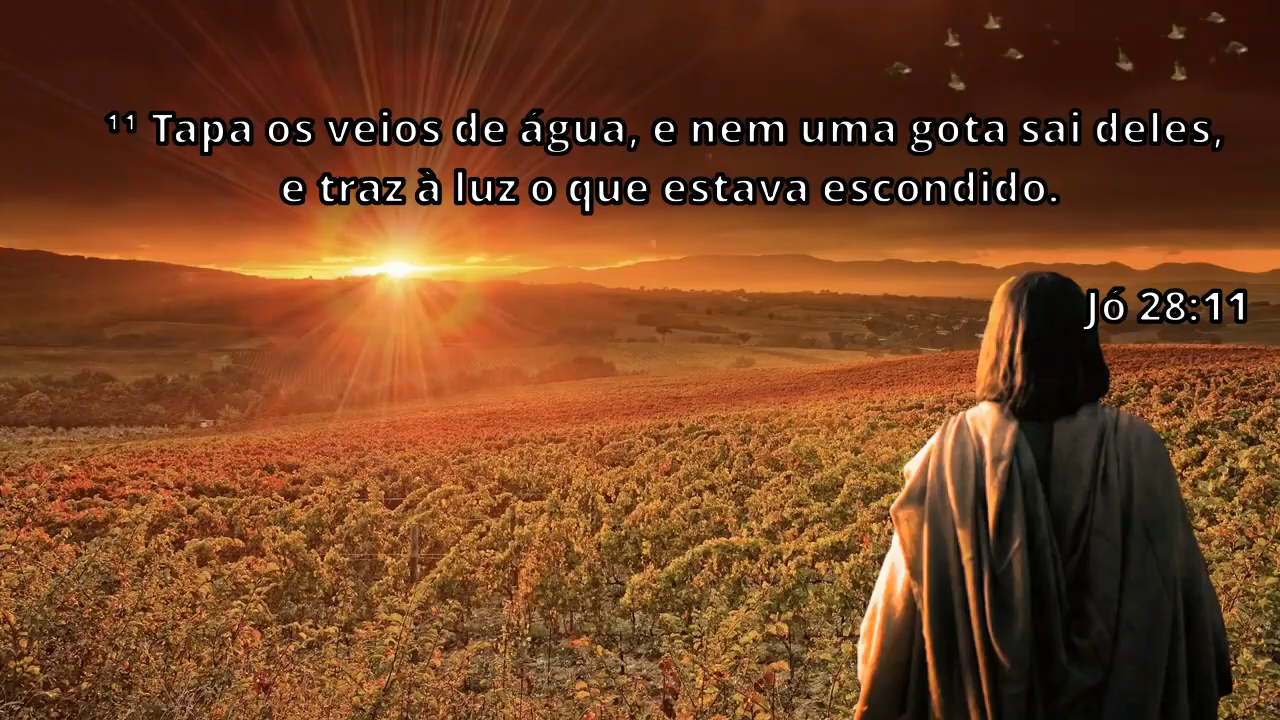 ¹¹ Tapa os veios de água, e nem uma gota sai deles,
e traz à luz o que estava escondido.
Jó 28:11